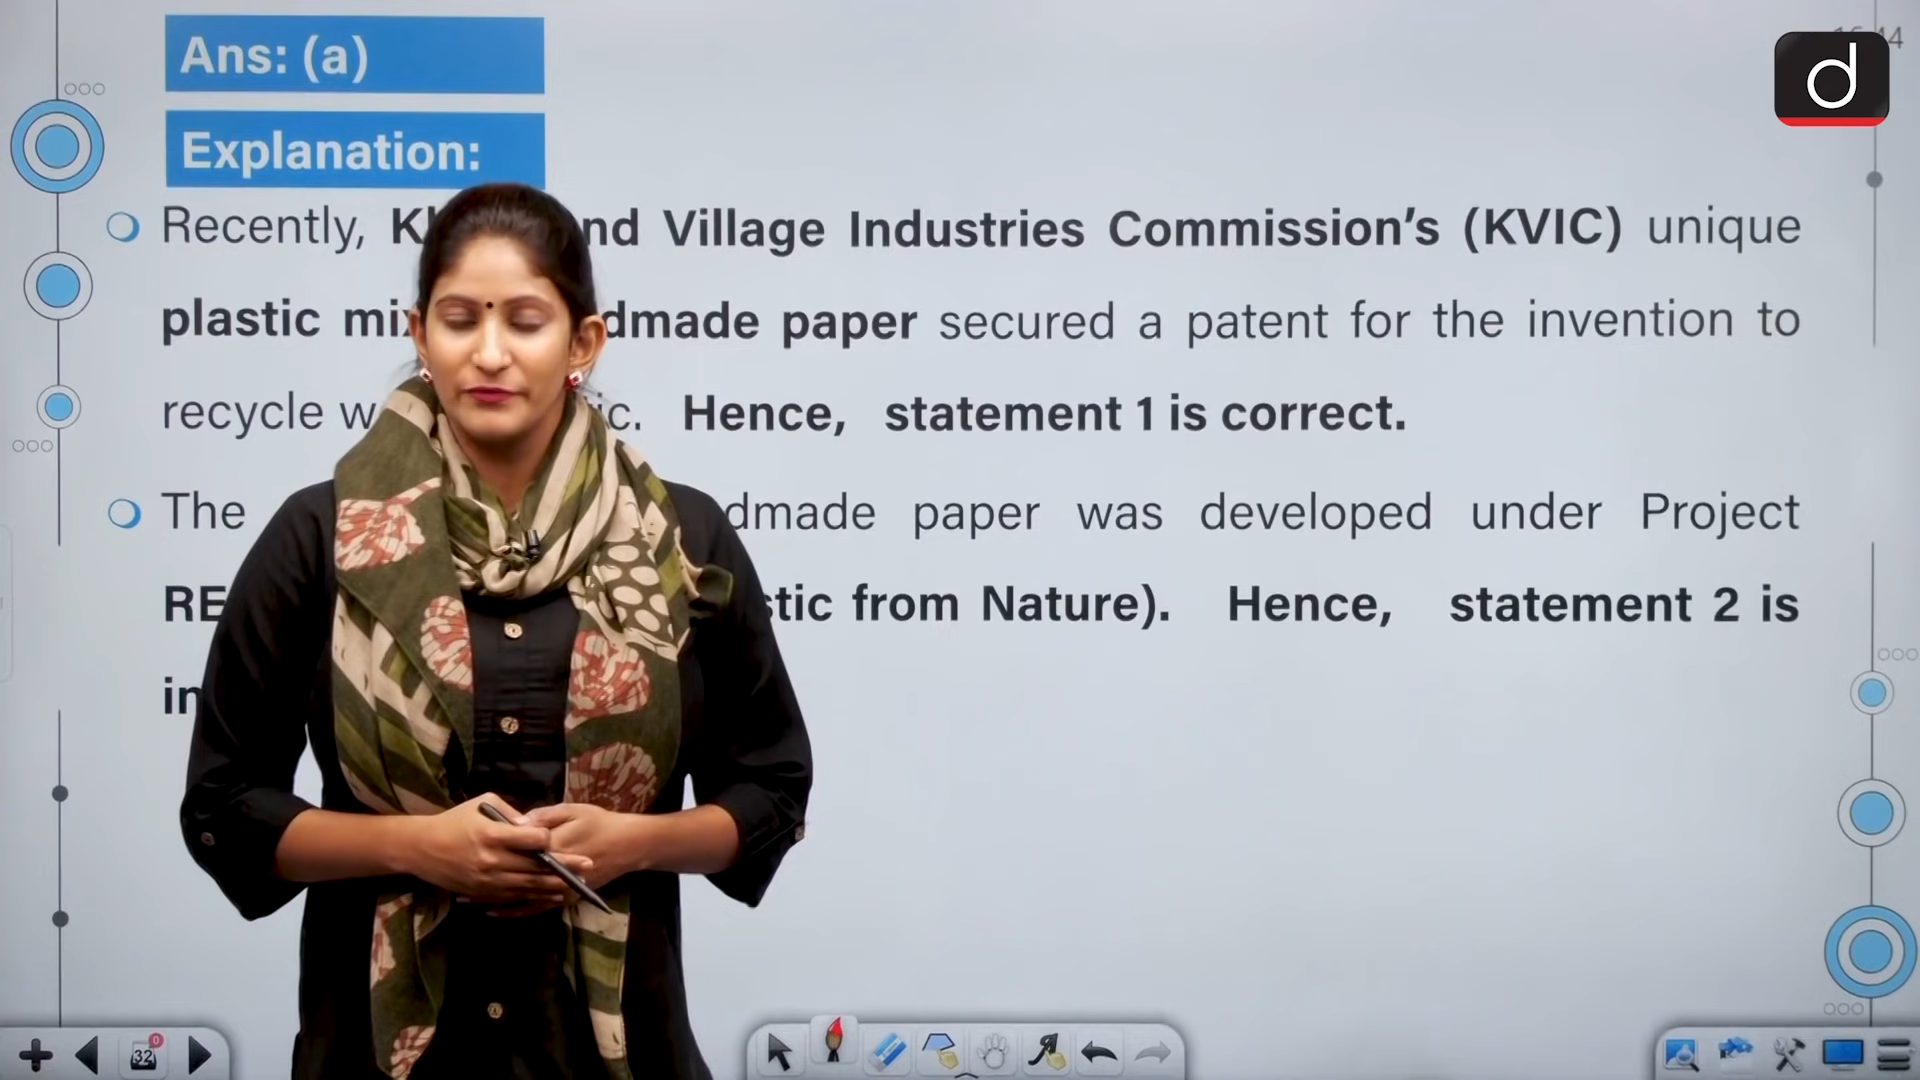 Ans: (a)
Explanation:
Recently, nd Village Industries Commission's (KVIC) unique
plastic dmade paper secured a patent for the invention to
recycle ic. Hence, statement 1 is correct.
The dmade paper was developed under Project
RE stic from Nature). Hence, statement 2 is
in
d
32
0